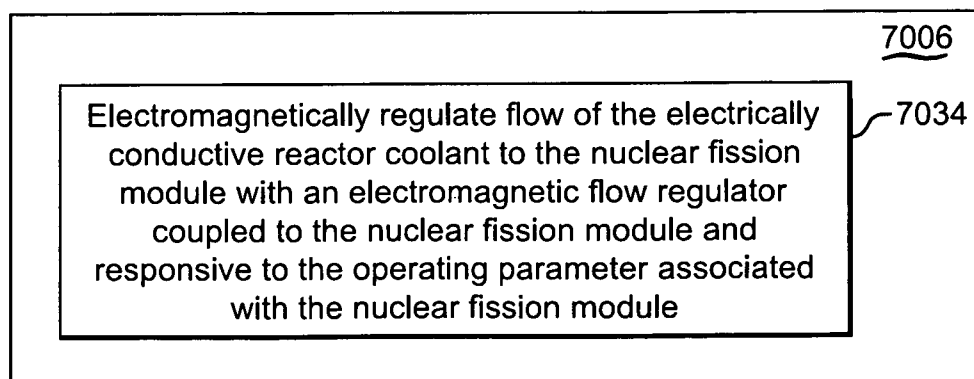 7006
Electromagnetically regulate flow of the electrically
conductive reactor coolant to the nuclear fission
module with an electromagnetic flow regulator
coupled to the nuclear fission module and
responsive to the operating parameter associated
with the nuclear fission module
7034